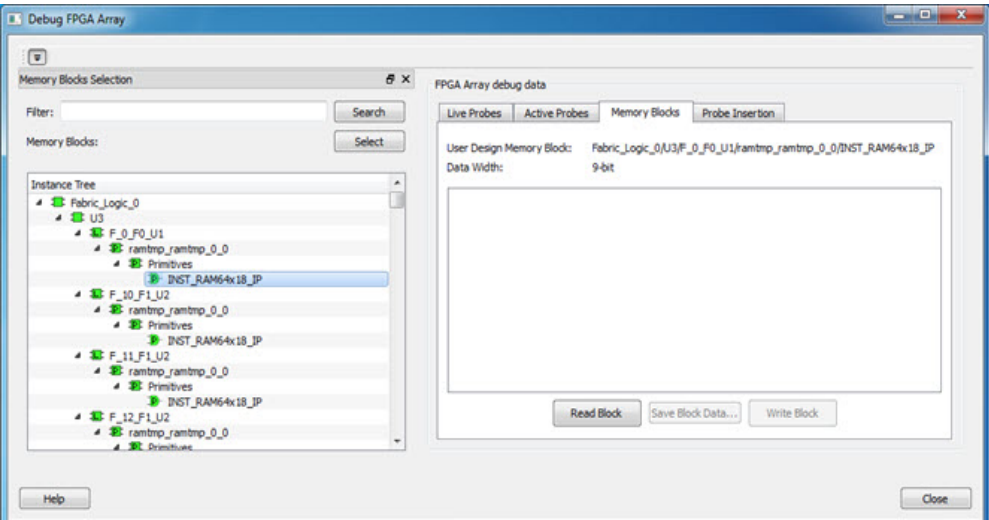 Debug FPGA Array
Memory Blocks Selection
Filter:
Search
Memory Blocks:
Select
Instance Tree
Fabric_Logic_0
U3
F_0_F0_U1
ramtmp_ramtmp_0_0
Primitives
INST_RAM64x18_IP
F_10_F1_U2
ramtmp_ramtmp_0_0
Primitives
INST_RAM64x18_IP
F_11_F1_U2
ramtmp_ramtmp_0_0
Primitives
INST_RAM64x18_IP
F_12_F1_U2
ramtmp_ramtmp_0_0
Primitives
FPGA Array debug data
Live Probes Active Probes Memory Blocks Probe Insertion
User Design Memory Block: Fabric_Logic_0/U3/F_0_F0_U1/ramtmp_ramtmp_0_0/INST_RAM64x18_IP
Data Width: 9-bit
Read Block Save Block Data... Write Block
Help
Close